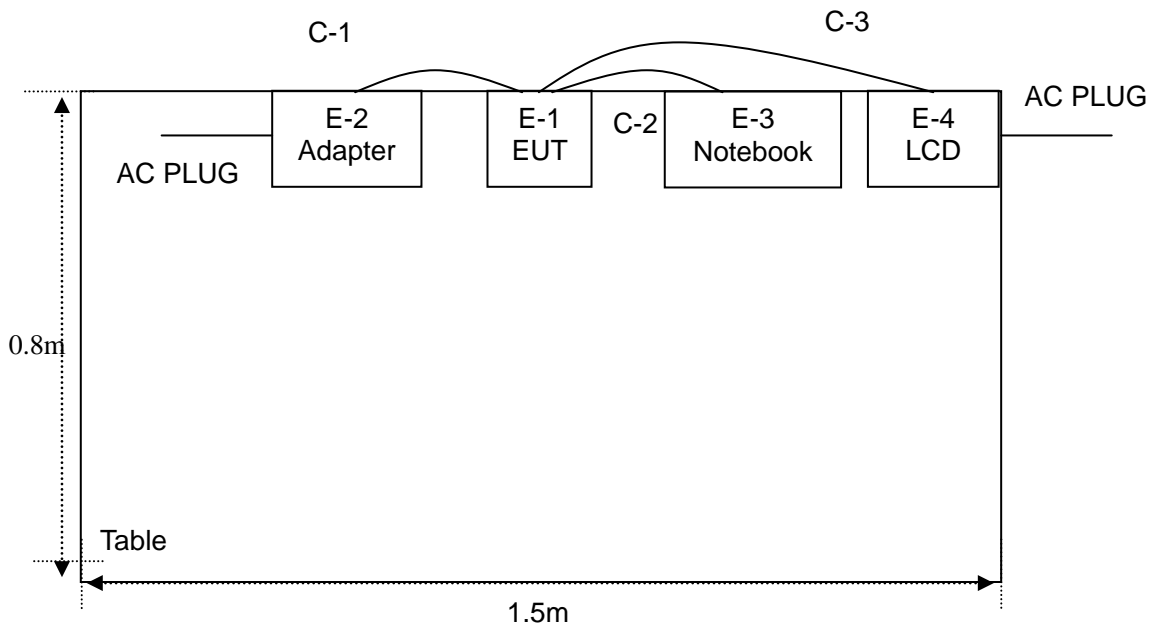 C-1
C-3
AC PLUG
E-2
Adapter
E-1
EUT
C-2
E-3
Notebook
E-4
LCD
AC PLUG
0.8m
Table
1.5m